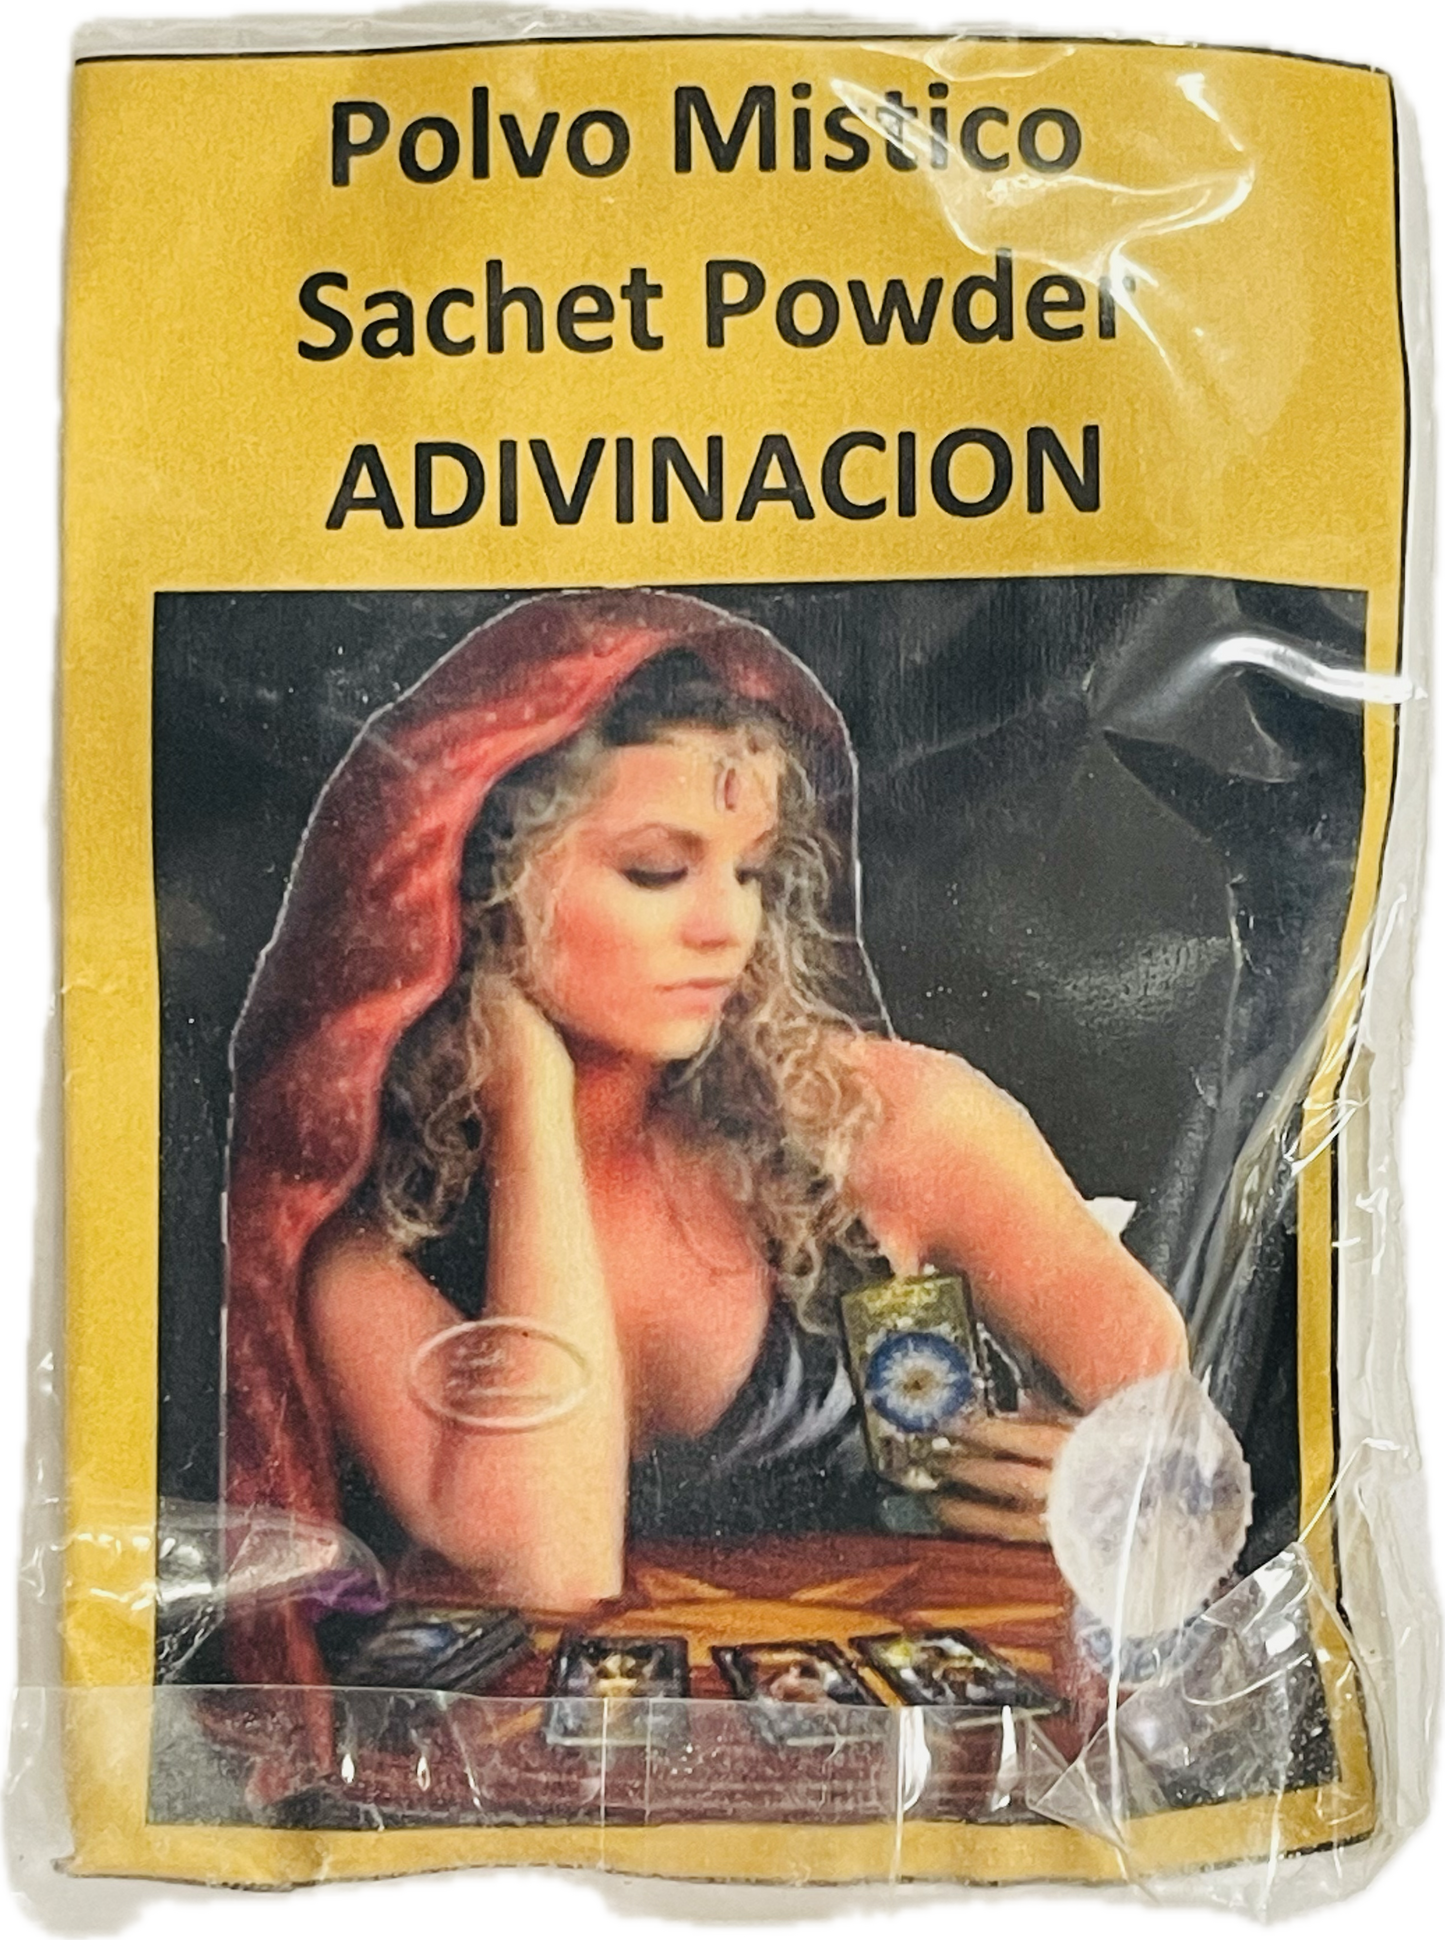 Polvo Mistico
Sachet Powder
ADIVINACION